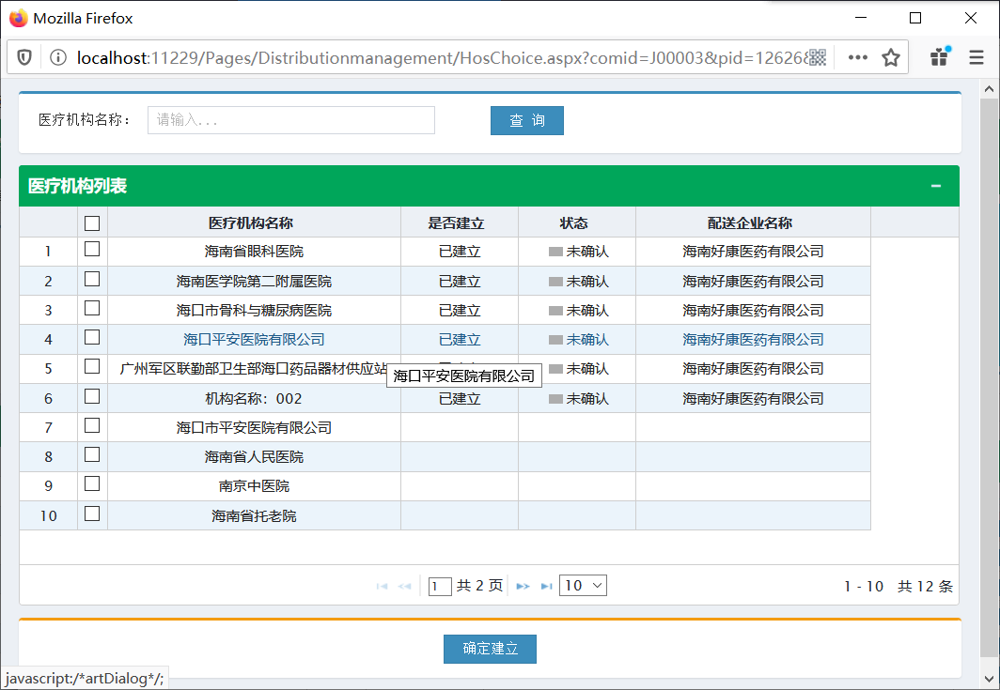 Mozilla Firefox
localhost:11229/Pages/Distributionmanagement/HosChoice.aspx?comid=J00003&pid=12626&
医疗机构名称： 请输入... 查 询
医疗机构列表
医疗机构名称 是否建立 状态 配送企业名称
1 海南省眼科医院 已建立 未确认 海南好康医药有限公司
2 海南医学院第二附属医院 已建立 未确认 海南好康医药有限公司
3 海口市骨科与糖尿病医院 已建立 未确认 海南好康医药有限公司
4 海口平安医院有限公司 已建立 未确认 海南好康医药有限公司
5 广州军区联勤部卫生部海口药品器材供应站 未确认 海南好康医药有限公司
海口平安医院有限公司
6 机构名称：002 已建立 未确认 海南好康医药有限公司
7 海口市平安医院有限公司
8 海南省人民医院
9 南京中医院
10 海南省托老院
1 共 2 页 10 1 - 10 共 12 条
确定建立
javascript:/*artDialog*/;